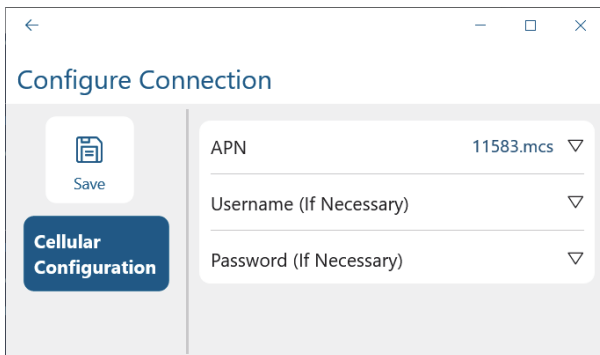 Configure Connection
Save
Cellular
Configuration
APN 11583.mcs
Username (If Necessary)
Password (If Necessary)